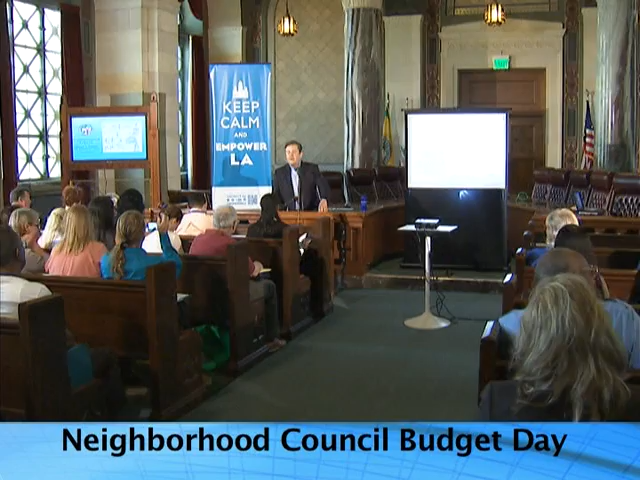 KEEP
CALM
AND
EMPOWER
LA
Neighborhood Council Budget Day